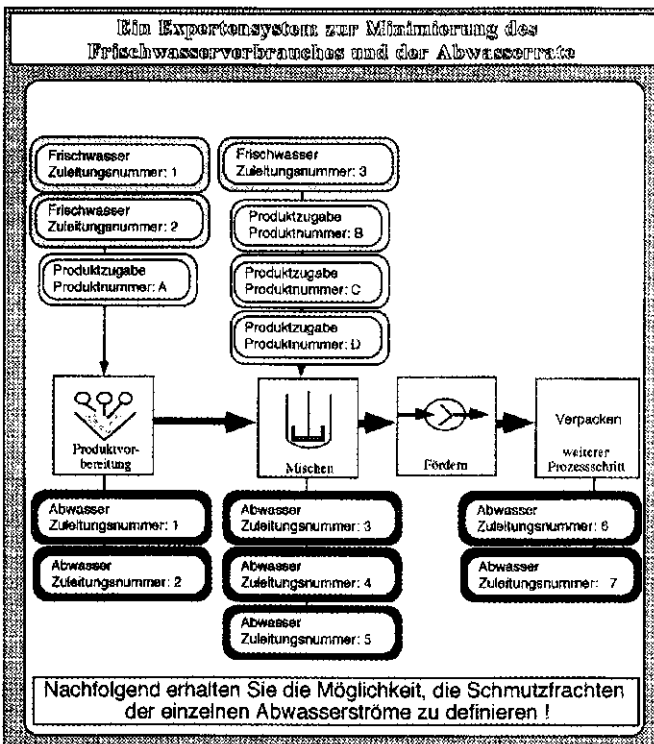 Ein Expertensystem zur Minimierung des
Frischwasserverbrauches und der Abwasserrate
Frischwasser
Zuleitungsnummer: 1
Frischwasser
Zuleitungsnummer: 2
Produktzugabe
Produktnummer: A
Frischwasser
Zuleitungsnummer: 3
Produktzugabe
Produktnummer: B
Produktzugabe
Produktnummer: C
Produktzugabe
Produktnummer: D
Produktvor-
bereitung
Mischen
Fördern
Verpacken
weiterer
Prozessschritt
Abwasser
Zuleitungsnummer: 1
Abwasser
Zuleitungsnummer: 2
Abwasser
Zuleitungsnummer: 3
Abwasser
Zuleitungsnummer: 4
Abwasser
Zuleitungsnummer: 5
Abwasser
Zuleitungsnummer: 6
Abwasser
Zuleitungsnummer: 7
Nachfolgend erhalten Sie die Möglichkeit, die Schmutzfrachten
der einzelnen Abwasserströme zu definieren !